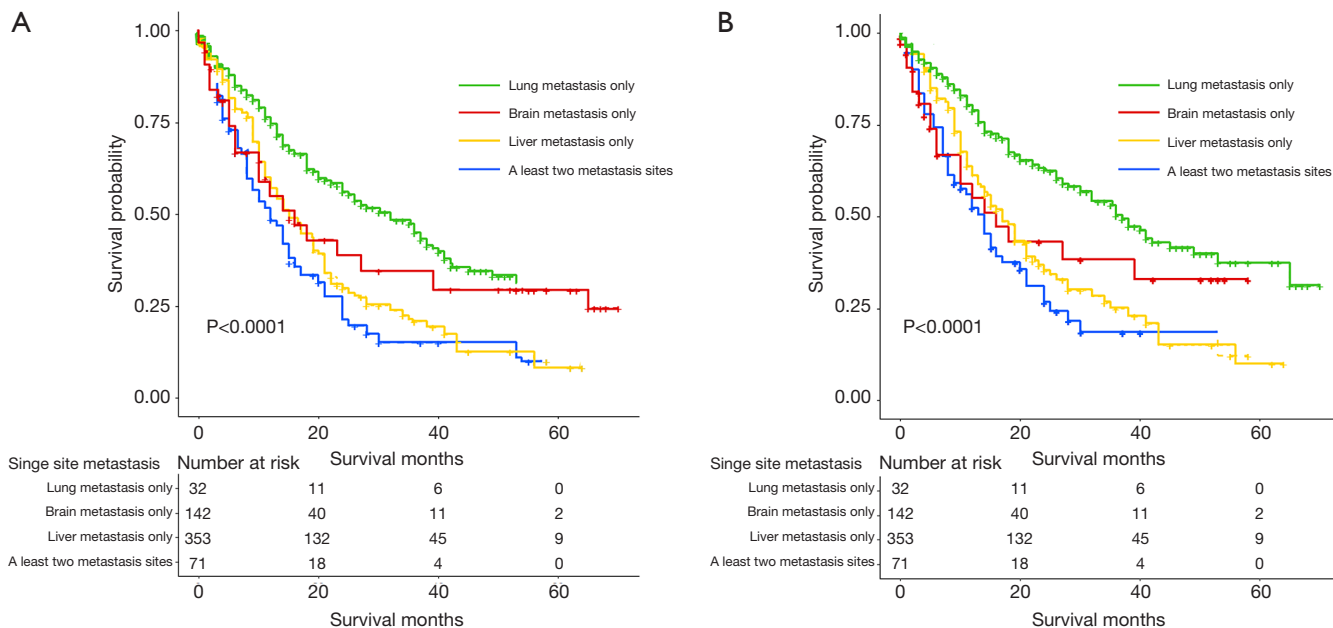 A
1.00
0.75
0.50
0.25
0.00
Survival probability
Lung metastasis only
Brain metastasis only
Liver metastasis only
A least two metastasis sites
P<0.0001
0 20 40 60
Survival months
Singe site metastasis Number at risk
Lung metastasis only 32 11 6 0
Brain metastasis only 142 40 11 2
Liver metastasis only 353 132 45 9
A least two metastasis sites 71 18 4 0
0 20 40 60
Survival months
B
1.00
0.75
0.50
0.25
0.00
Survival probability
Lung metastasis only
Brain metastasis only
Liver metastasis only
A least two metastasis sites
P<0.0001
0 20 40 60
Survival months
Singe site metastasis Number at risk
Lung metastasis only 32 11 6 0
Brain metastasis only 142 40 11 2
Liver metastasis only 353 132 45 9
A least two metastasis sites 71 18 4 0
0 20 40 60
Survival months